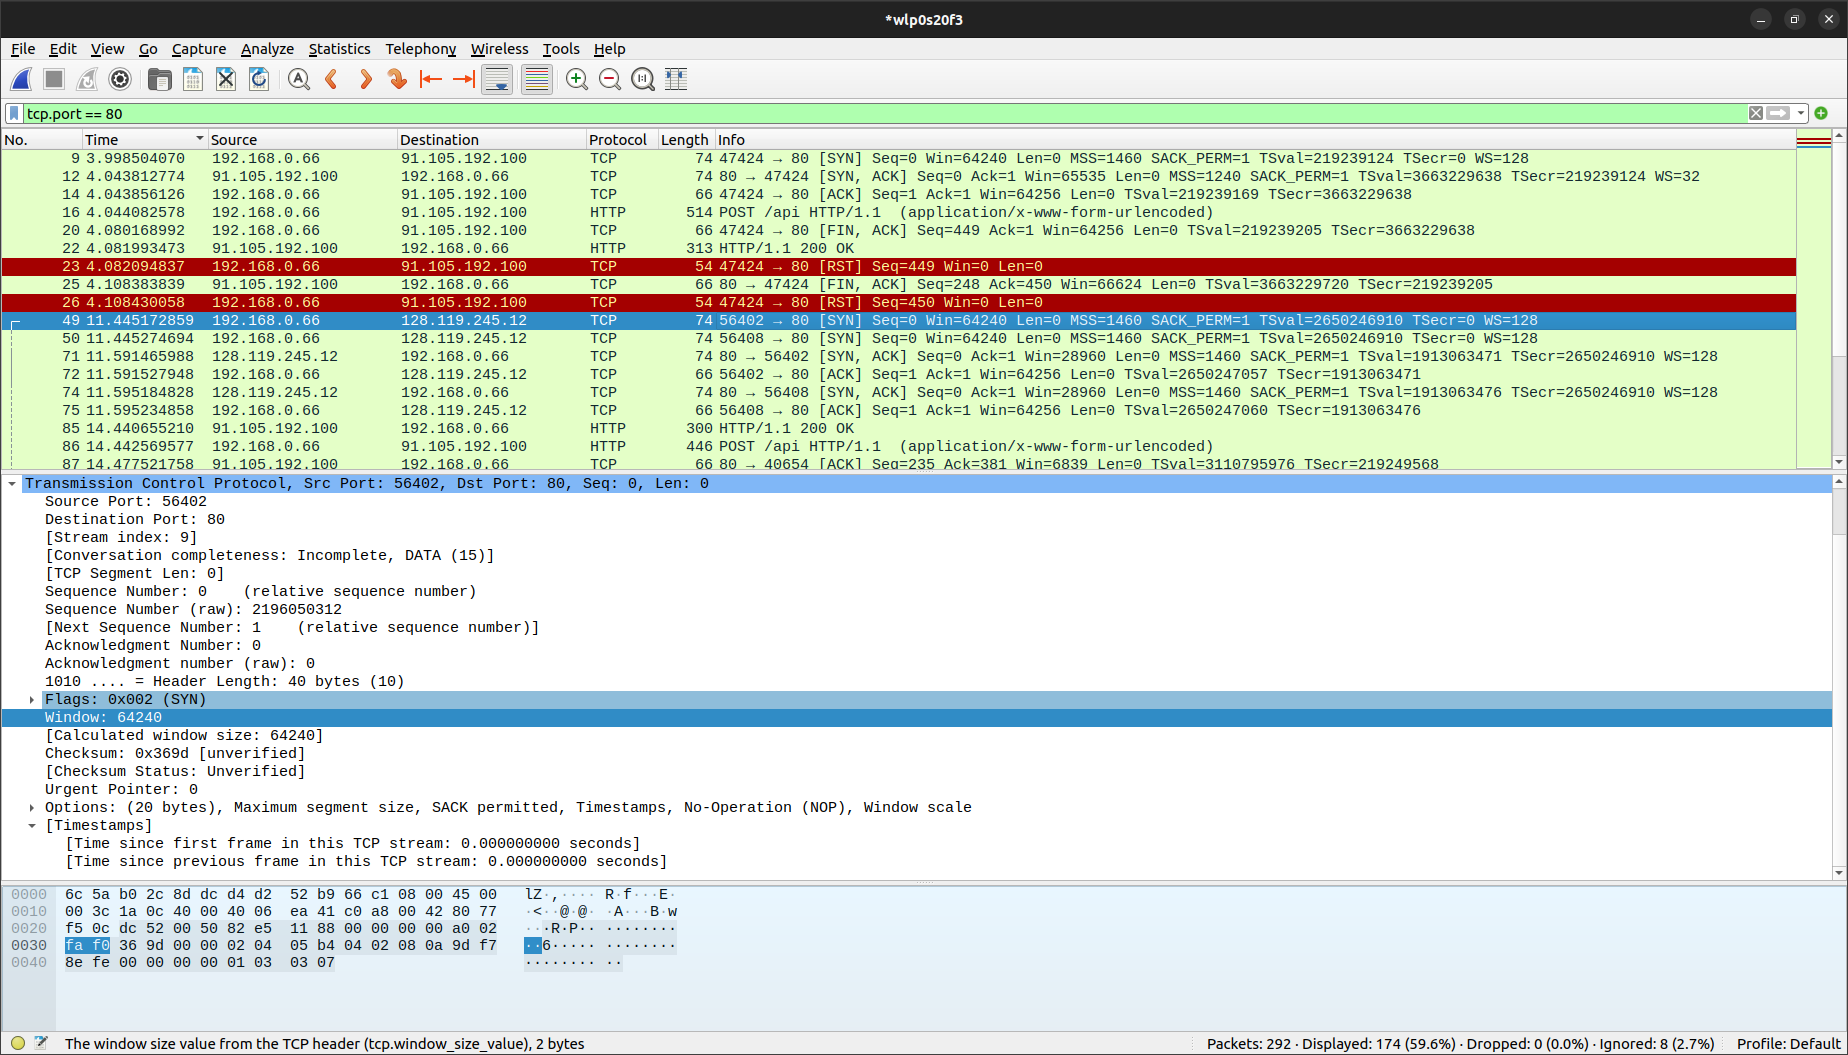 *wlp0s20f3
File Edit View Go Capture Analyze Statistics Telephony Wireless Tools Help
tcp.port == 80
No. Time Source Destination Protocol Length Info
9 3.998504070 192.168.0.66 91.105.192.100 TCP 74 47424 → 80 [SYN] Seq=0 Win=64240 Len=0 MSS=1460 SACK_PERM=1 TSval=219239124 TSecr=0 WS=128
12 4.043812774 91.105.192.100 192.168.0.66 TCP 74 80 → 47424 [SYN, ACK] Seq=0 Ack=1 Win=65535 Len=0 MSS=1240 SACK_PERM=1 TSval=3663229638 TSecr=219239124 WS=32
14 4.043856126 192.168.0.66 91.105.192.100 TCP 66 47424 → 80 [ACK] Seq=1 Ack=1 Win=64256 Len=0 TSval=219239169 TSecr=3663229638
16 4.044082578 192.168.0.66 91.105.192.100 HTTP 514 POST /api HTTP/1.1 (application/x-www-form-urlencoded)
20 4.080168992 192.168.0.66 91.105.192.100 TCP 66 47424 → 80 [FIN, ACK] Seq=449 Ack=1 Win=64256 Len=0 TSval=219239205 TSecr=3663229638
22 4.081993473 91.105.192.100 192.168.0.66 HTTP 313 HTTP/1.1 200 OK
23 4.082094837 192.168.0.66 91.105.192.100 TCP 54 47424 → 80 [RST] Seq=449 Win=0 Len=0
25 4.108383839 91.105.192.100 192.168.0.66 TCP 66 80 → 47424 [FIN, ACK] Seq=248 Ack=450 Win=66624 Len=0 TSval=3663229720 TSecr=219239205
26 4.108430058 192.168.0.66 91.105.192.100 TCP 54 47424 → 80 [RST] Seq=450 Win=0 Len=0
49 11.445172859 192.168.0.66 128.119.245.12 TCP 74 56402 → 80 [SYN] Seq=0 Win=64240 Len=0 MSS=1460 SACK_PERM=1 TSval=2650246910 TSecr=0 WS=128
50 11.445274694 192.168.0.66 128.119.245.12 TCP 74 56408 → 80 [SYN] Seq=0 Win=64240 Len=0 MSS=1460 SACK_PERM=1 TSval=2650246910 TSecr=0 WS=128
71 11.591465988 128.119.245.12 192.168.0.66 TCP 74 80 → 56402 [SYN, ACK] Seq=0 Ack=1 Win=28960 Len=0 MSS=1460 SACK_PERM=1 TSval=1913063471 TSecr=2650246910 WS=128
72 11.591527948 192.168.0.66 128.119.245.12 TCP 66 56402 → 80 [ACK] Seq=1 Ack=1 Win=64256 Len=0 TSval=2650247057 TSecr=1913063471
74 11.595184828 128.119.245.12 192.168.0.66 TCP 74 80 → 56408 [SYN, ACK] Seq=0 Ack=1 Win=28960 Len=0 MSS=1460 SACK_PERM=1 TSval=1913063476 TSecr=2650246910 WS=128
75 11.595234858 192.168.0.66 128.119.245.12 TCP 66 56408 → 80 [ACK] Seq=1 Ack=1 Win=64256 Len=0 TSval=2650247060 TSecr=1913063476
85 14.440655210 91.105.192.100 192.168.0.66 HTTP 300 HTTP/1.1 200 OK
86 14.442569577 192.168.0.66 91.105.192.100 HTTP 446 POST /api HTTP/1.1 (application/x-www-form-urlencoded)
87 14.477521758 91.105.192.100 192.168.0.66 TCP 66 80 → 40654 [ACK] Seq=235 Ack=381 Win=6839 Len=0 TSval=3110795976 TSecr=219249568
Transmission Control Protocol, Src Port: 56402, Dst Port: 80, Seq: 0, Len: 0
Source Port: 56402
Destination Port: 80
[Stream index: 9]
[Conversation completeness: Incomplete, DATA (15)]
[TCP Segment Len: 0]
Sequence Number: 0 (relative sequence number)
Sequence Number (raw): 2196050312
[Next Sequence Number: 1 (relative sequence number)]
Acknowledgment Number: 0
Acknowledgment number (raw): 0
1010 .... = Header Length: 40 bytes (10)
Flags: 0x002 (SYN)
Window: 64240
[Calculated window size: 64240]
Checksum: 0x369d [unverified]
[Checksum Status: Unverified]
Urgent Pointer: 0
Options: (20 bytes), Maximum segment size, SACK permitted, Timestamps, No-Operation (NOP), Window scale
[Timestamps]
[Time since first frame in this TCP stream: 0.000000000 seconds]
[Time since previous frame in this TCP stream: 0.000000000 seconds]
0000 6c 5a b0 2c 8d dc d4 d2 52 b9 66 c1 08 00 45 00 lZ·,···· R·f···E·
0010 00 3c 1a 0c 40 00 40 06 ea 41 c0 a8 00 42 80 77 ·<··@·@· ·A···B·w
0020 f5 0c dc 52 00 50 82 e5 11 88 00 00 00 00 a0 02 ···R·P·· ········
0030 fa f0 36 9d 00 00 02 04 05 b4 04 02 08 0a 9d f7 ··6····· ········
0040 8e fe 00 00 00 00 01 03 03 07 ········ ··
The window size value from the TCP header (tcp.window_size_value), 2 bytes
Packets: 292 · Displayed: 174 (59.6%) · Dropped: 0 (0.0%) · Ignored: 8 (2.7%) Profile: Default